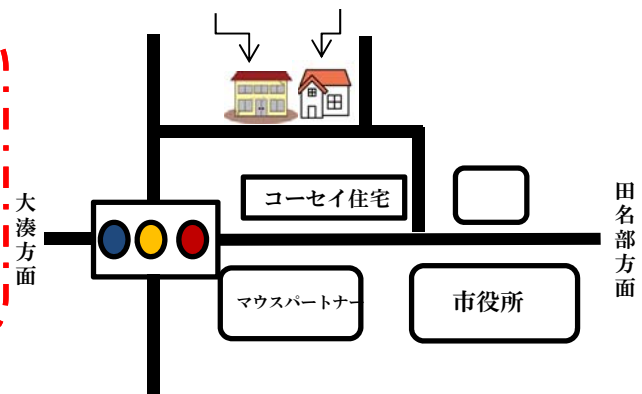 コーセイ住宅
大湊方面
田名部方面
マウスパートナー
市役所